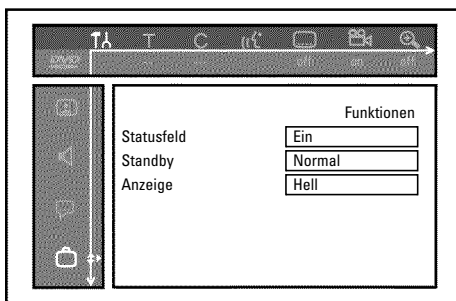 T C
off on off
Funktionen
Statusfeld Ein
Standby Normal
Anzeige Hell